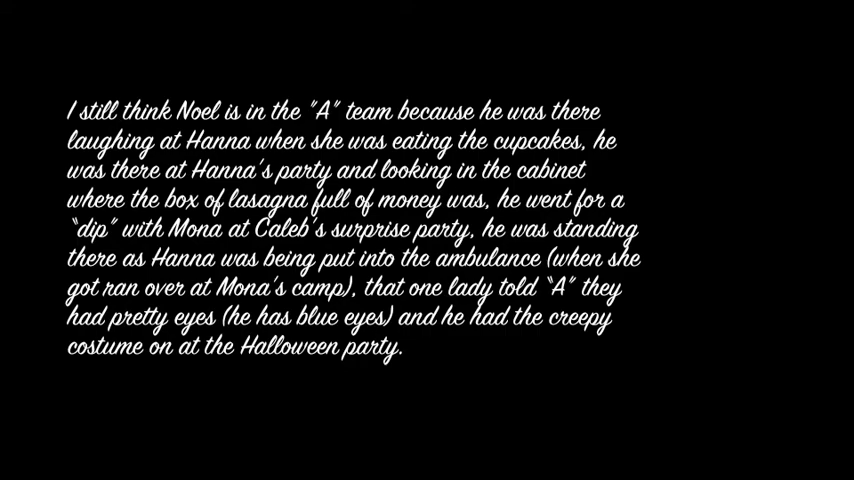 I still think Noel is in the "A" team because he was there
laughing at Hanna when she was eating the cupcakes, he
was there at Hanna's party and looking in the cabinet
where the box of lasagna full of money was, he went for a
"dip" with Mona at Caleb's surprise party, he was standing
there as Hanna was being put into the ambulance (when she
got ran over at Mona's camp), that one lady told "A" they
had pretty eyes (he has blue eyes) and he had the creepy
costume on at the Halloween party.